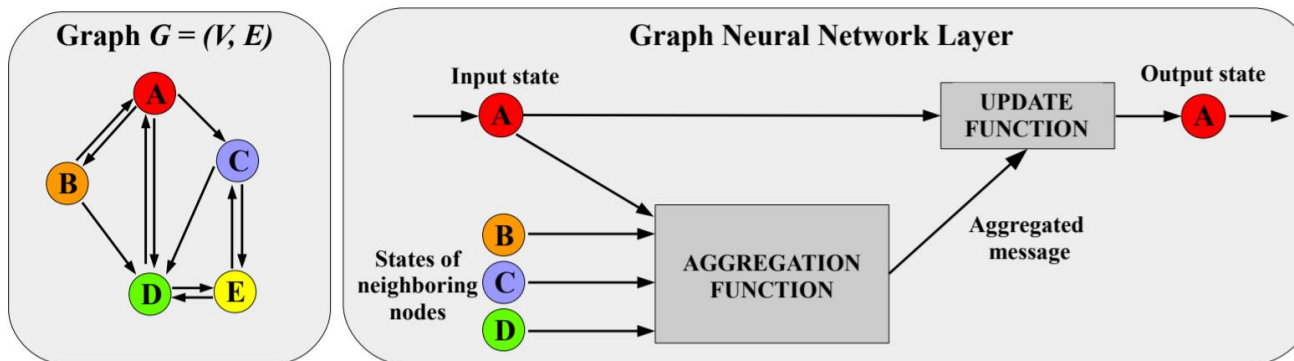 Graph G = (V, E)
A
B
C
D
E
Graph Neural Network Layer
Input state
A
UPDATE
FUNCTION
Output state
A
States of
neighboring
nodes
B
C
D
AGGREGATION
FUNCTION
Aggregated
message